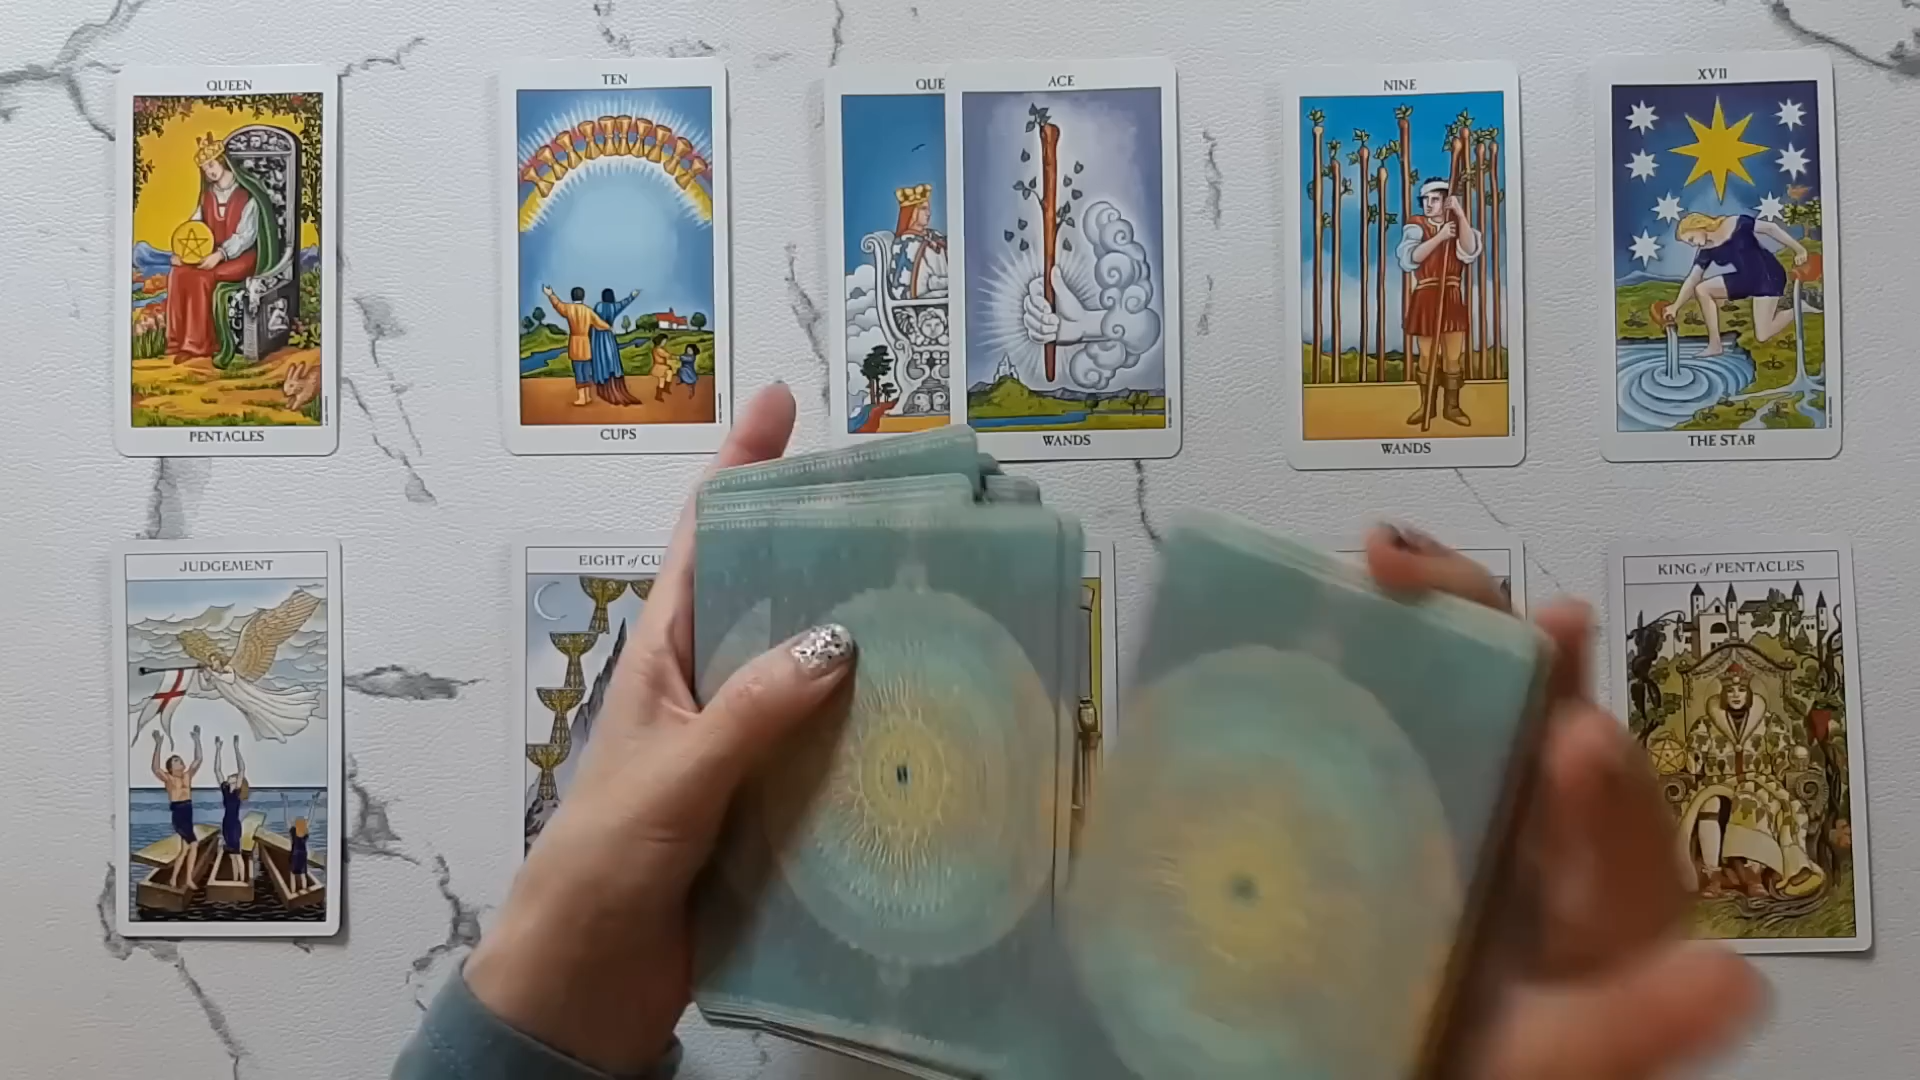 QUEEN
PENTACLES
TEN
CUPS
QUE
ACE
WANDS
NINE
WANDS
XVII
THE STAR
JUDGEMENT
EIGHT of CU
KING of PENTACLES